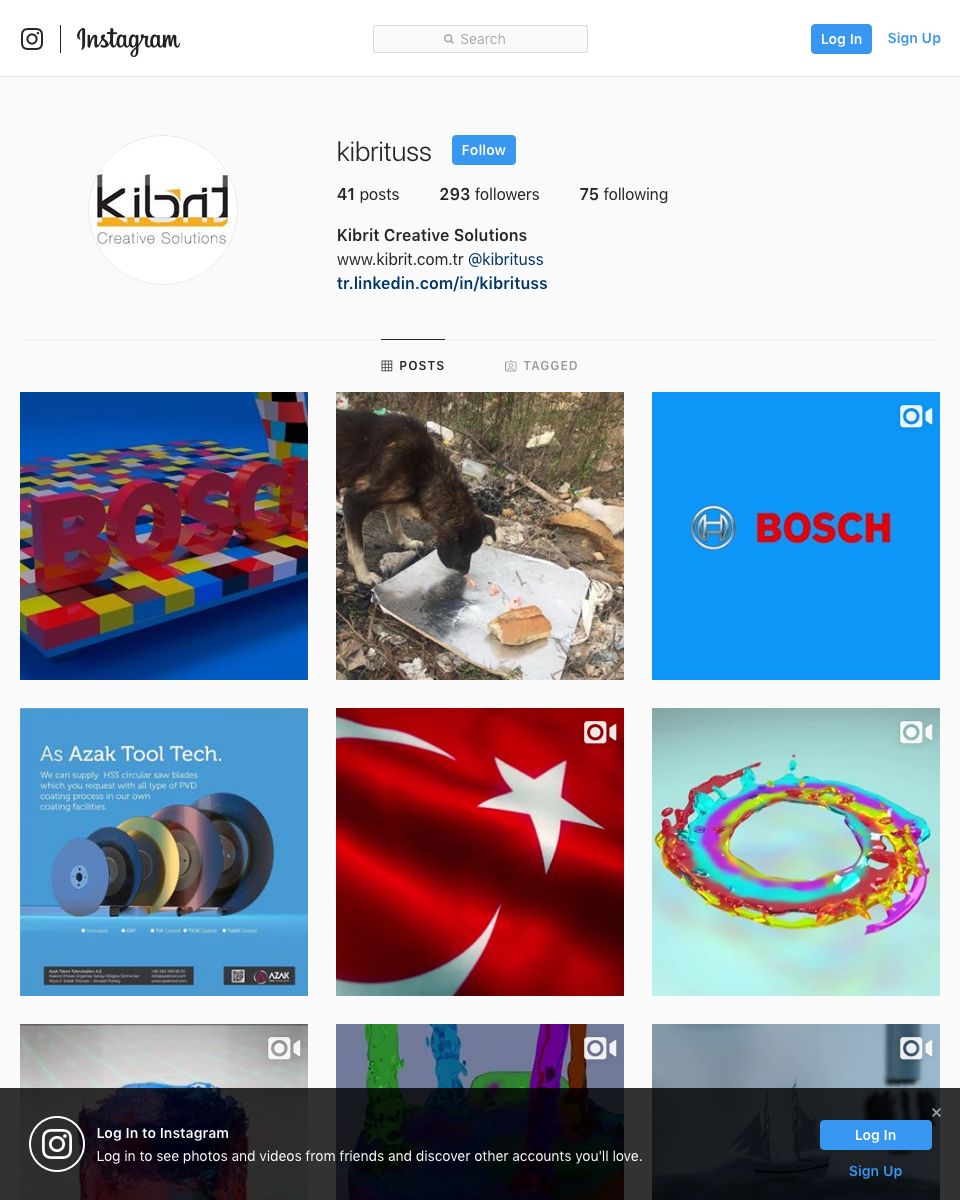 Instagram
Search
Log In
Sign Up
kibrit
Creative Solutions
kibrituss
Follow
41 posts
293 followers
75 following
Kibrit Creative Solutions
www.kibrit.com.tr @kibrituss
tr.linkedin.com/in/kibrituss
POSTS
TAGGED
BOSCH
BOSCH
As Azak Tool Tech.
We can supply HSS circular saw blades
which you request with all type of PVD
coating process in our own
coating facilities.
Uncoated
AZAK
Log In to Instagram
Log in to see photos and videos from friends and discover other accounts you'll love.
Log In
Sign Up